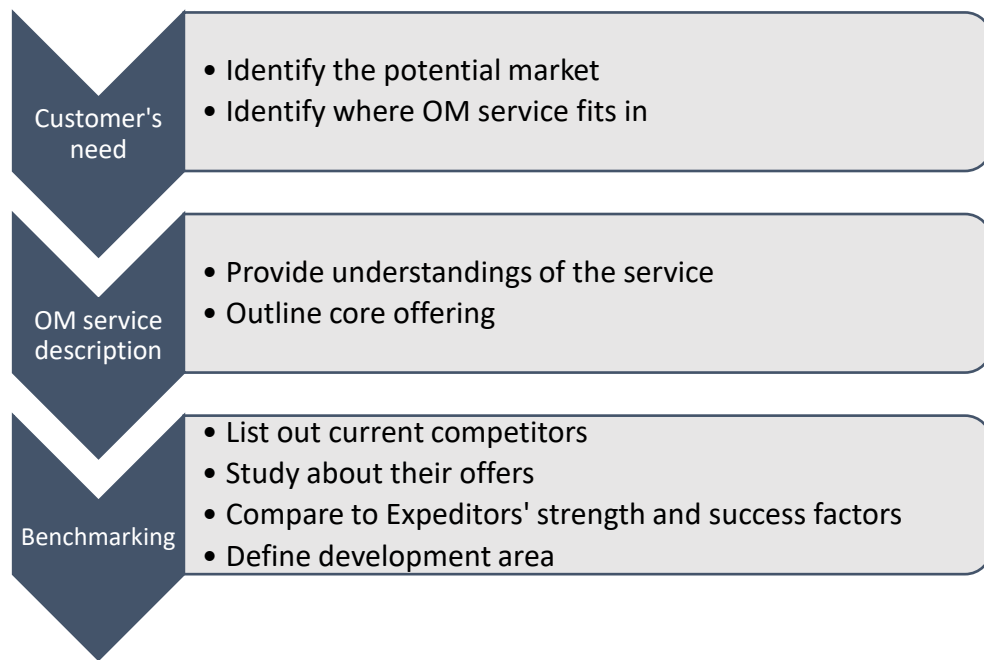 Customer's
need
• Identify the potential market
• Identify where OM service fits in
OM service
description
• Provide understandings of the service
• Outline core offering
Benchmarking
• List out current competitors
• Study about their offers
• Compare to Expeditors' strength and success factors
• Define development area